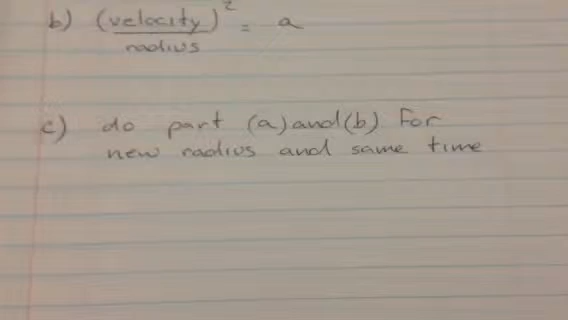 b) (velocity)² = a
radius
c) do part (a) and (b) For
new radius and same time